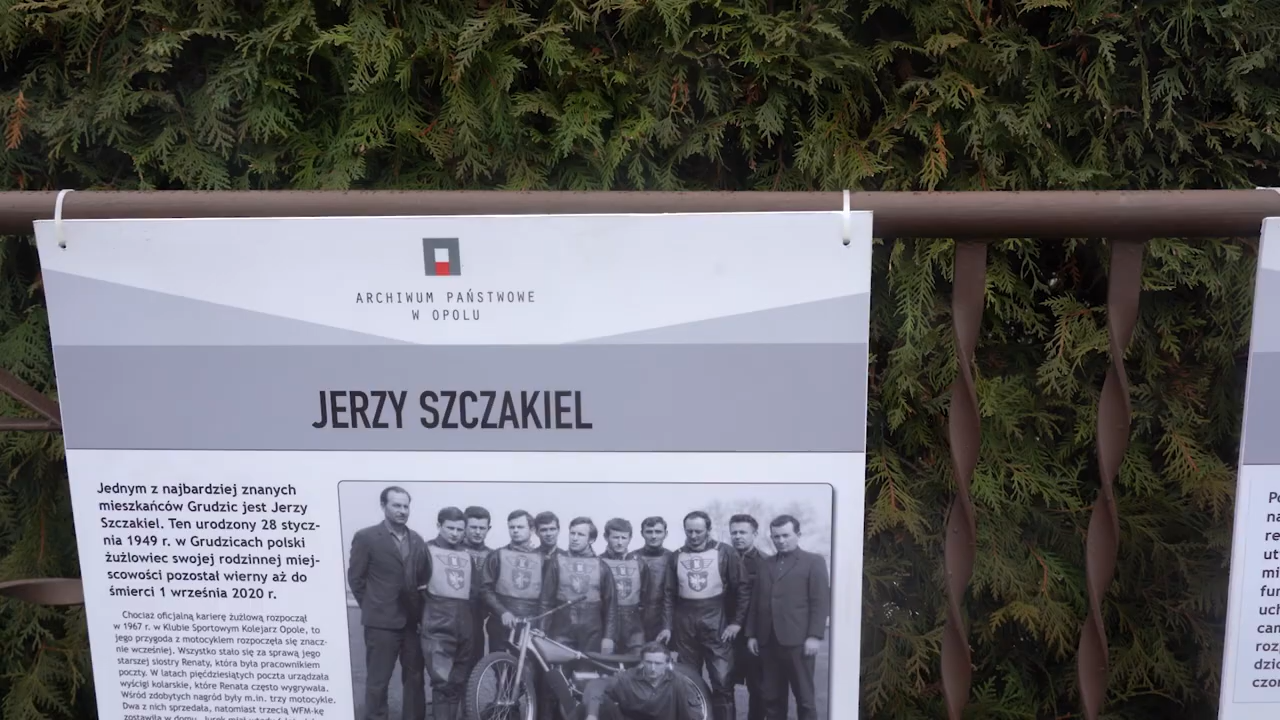 ARCHIWUM PAŃSTWOWE
W OPOLU
JERZY SZCZAKIEL
Jednym z najbardziej znanych
mieszkańców Grudzic jest Jerzy
Szczakiel. Ten urodzony 28 stycz-
nia 1949 r. w Grudzicach polski
żużlowiec swojej rodzinnej miej-
scowości pozostał wierny aż do
śmierci 1 września 2020 r.
Chociaż oficjalną karierę żużlową rozpoczął
w 1967 r. w Klubie Sportowym Kolejarz Opole, to
jego przygoda z motocyklem rozpoczęła się znacz-
nie wcześniej. Wszystko stało się za sprawą jego
starszej siostry Renaty, która była pracownikiem
poczty. W latach pięćdziesiątych poczta urządzała
wyścigi kolarskie, które Renata często wygrywała.
Wśród zdobytych nagród były m.in. trzy motocykle.
Dwa z nich sprzedała, natomiast trzecią WFM-kę
zostawiła w domu.